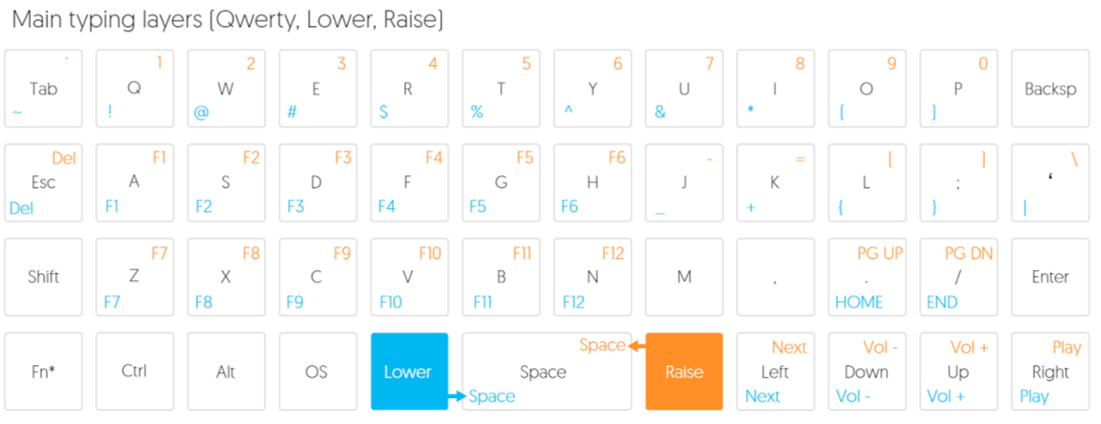 Main typing layers (Qwerty, Lower, Raise)
` 1 2 3 4 5 6 7 8 9 0
Tab Q W E R T Y U I O P Backsp
~ ! @ # $ % ^ & * ( )
Del F1 F2 F3 F4 F5 F6 - = [ ] \
Esc A S D F G H J K L ; ‘
Del F1 F2 F3 F4 F5 F6 _ + { } |
F7 F8 F9 F10 F11 F12 PG UP PG DN
Shift Z X C V B N M , . / Enter
F7 F8 F9 F10 F11 F12 HOME END
Space Next Vol - Vol + Play
Fn* Ctrl Alt OS Lower Space Raise Left Down Up Right
Space Next Vol - Vol + Play